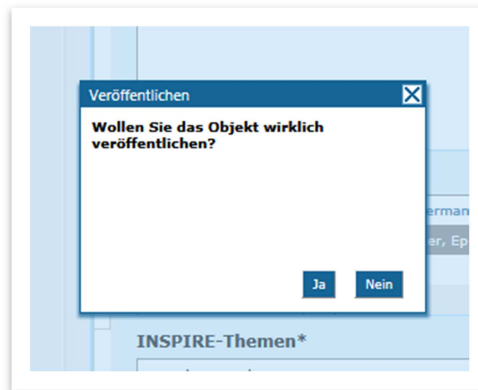 Veröffentlichen
Wollen Sie das Objekt wirklich
veröffentlichen?
Ja Nein
INSPIRE-Themen*